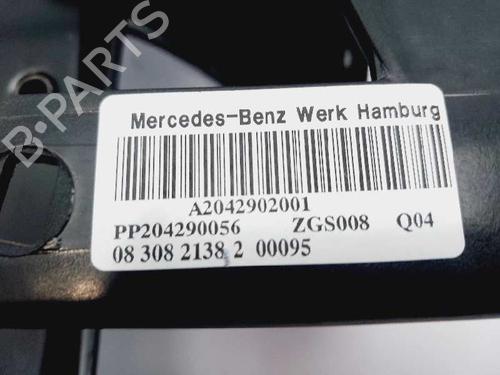 B-PARTS
Mercedes-Benz Werk Hamburg
A2042902001
PP204290056 ZGS008 Q04
08 308 2138 2 00095